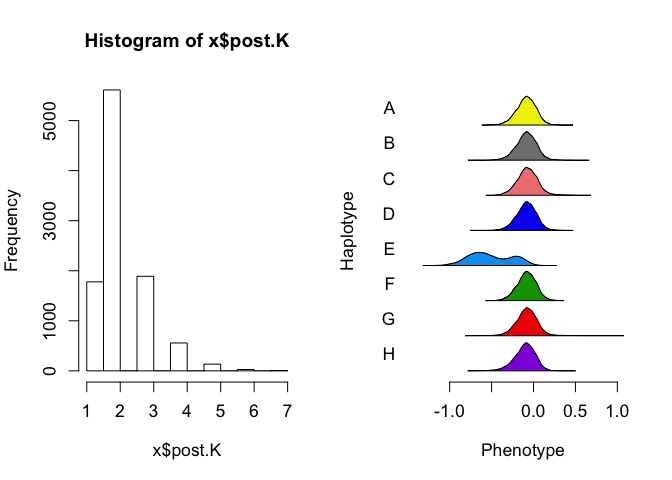 Histogram of x$post.K
Frequency
0
1000
3000
5000
1 2 3 4 5 6 7
x$post.K
Haplotype
A
B
C
D
E
F
G
H
-1.0 0.0 0.5 1.0
Phenotype